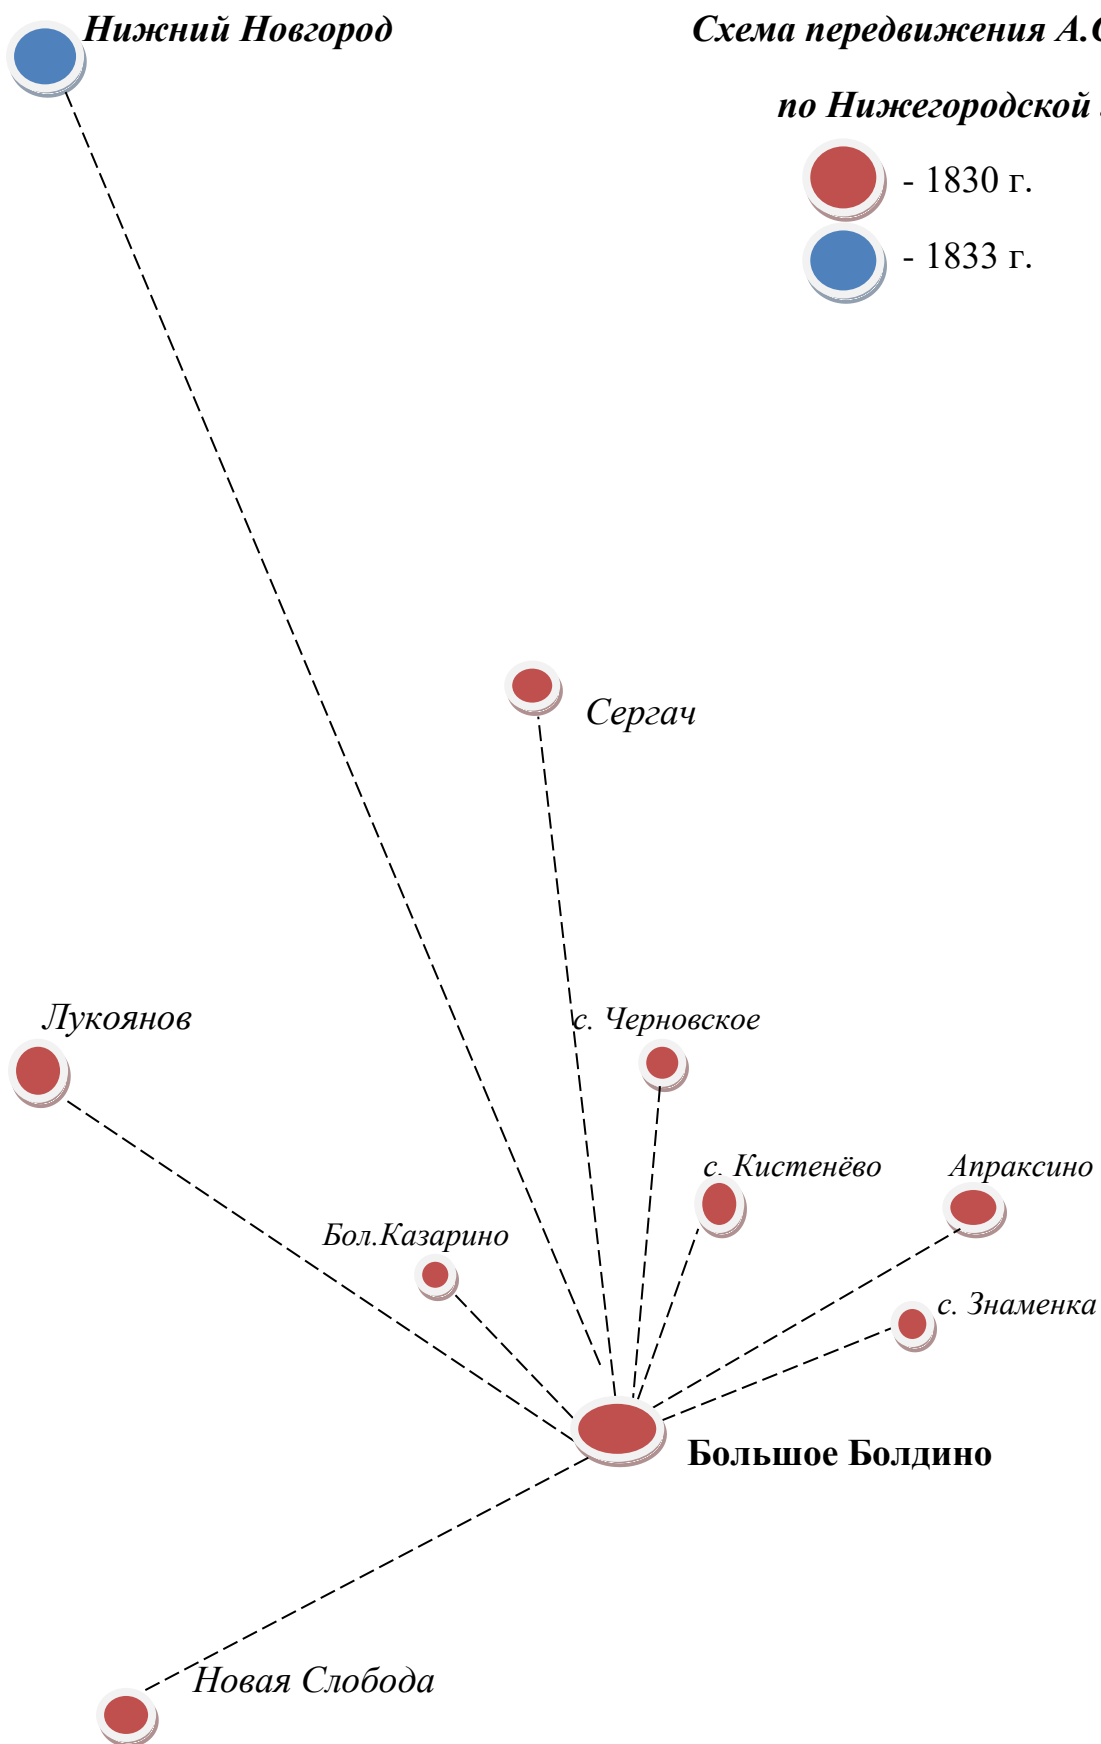 Нижний Новгород
Схема передвижения А.С
по Нижегородской
- 1830 г.
- 1833 г.
Сергач
Лукоянов
с. Черновское
с. Кистенёво
Апраксино
Бол.Казарино
с. Знаменка
Большое Болдино
Новая Слобода